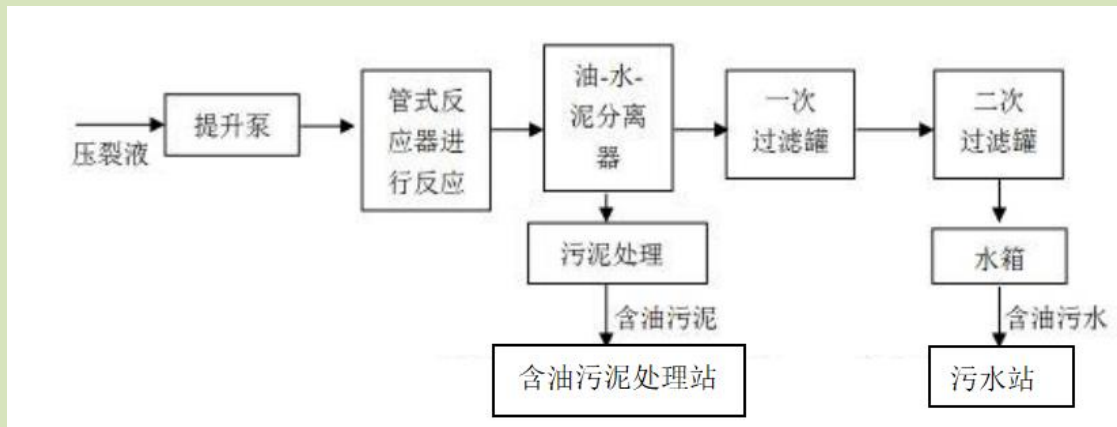 压裂液
提升泵
管式反
应器进
行反应
油-水-
泥分离
器
一次
过滤罐
二次
过滤罐
污泥处理
水箱
含油污泥
含油污水
含油污泥处理站
污水站